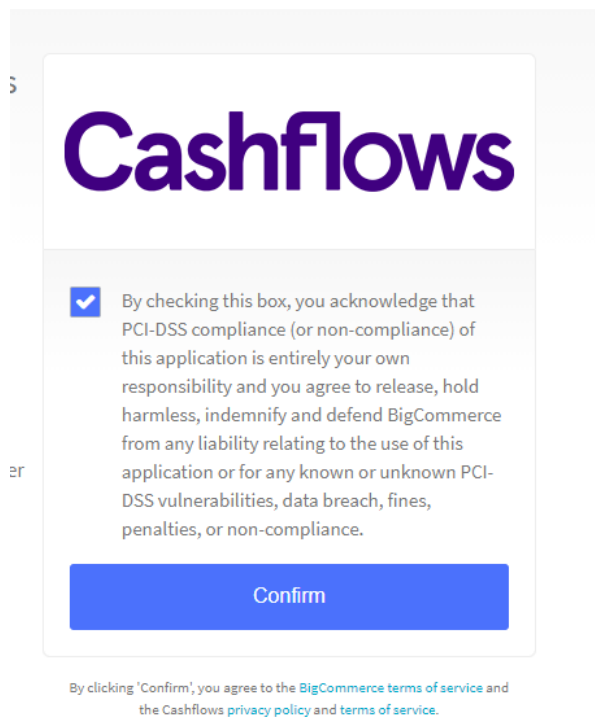 s
Cashflows
By checking this box, you acknowledge that
PCI-DSS compliance (or non-compliance) of
this application is entirely your own
responsibility and you agree to release, hold
harmless, indemnify and defend BigCommerce
from any liability relating to the use of this
application or for any known or unknown PCI-
DSS vulnerabilities, data breach, fines,
penalties, or non-compliance.
er
Confirm
By clicking 'Confirm', you agree to the BigCommerce terms of service and
the Cashflows privacy policy and terms of service.